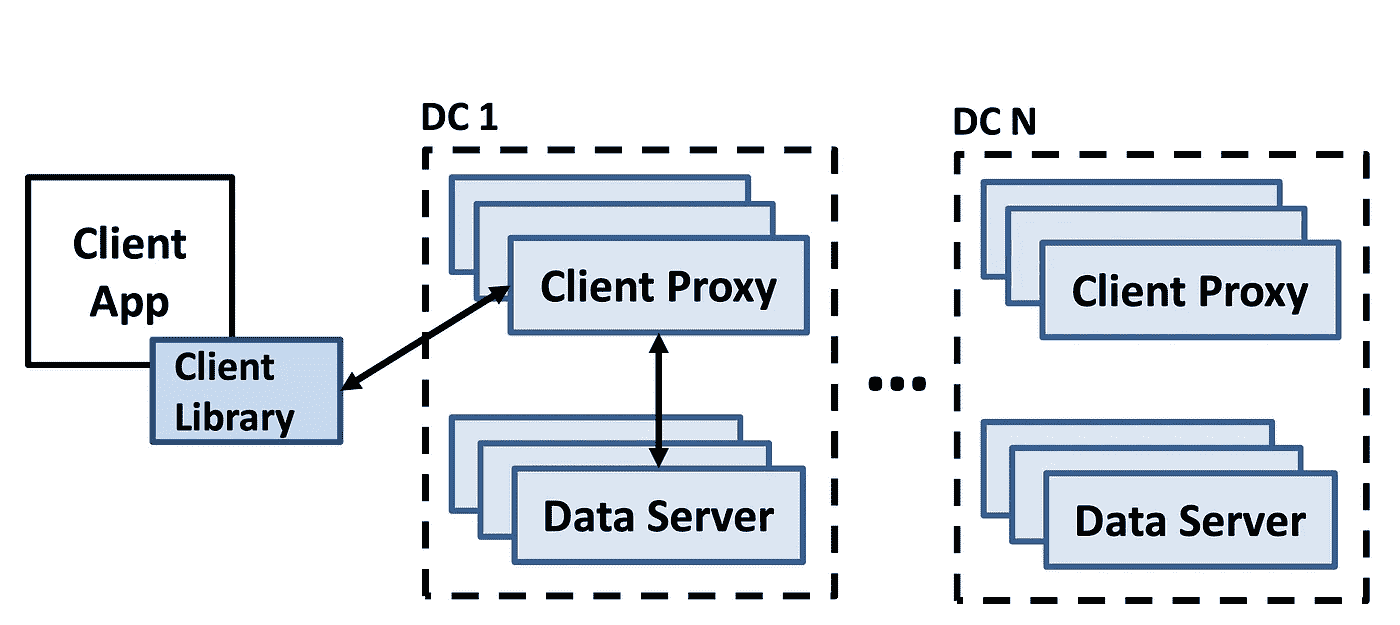 DC 1
DC N
Client
App
Client
Library
Client Proxy
Client Proxy
Data Server
Data Server